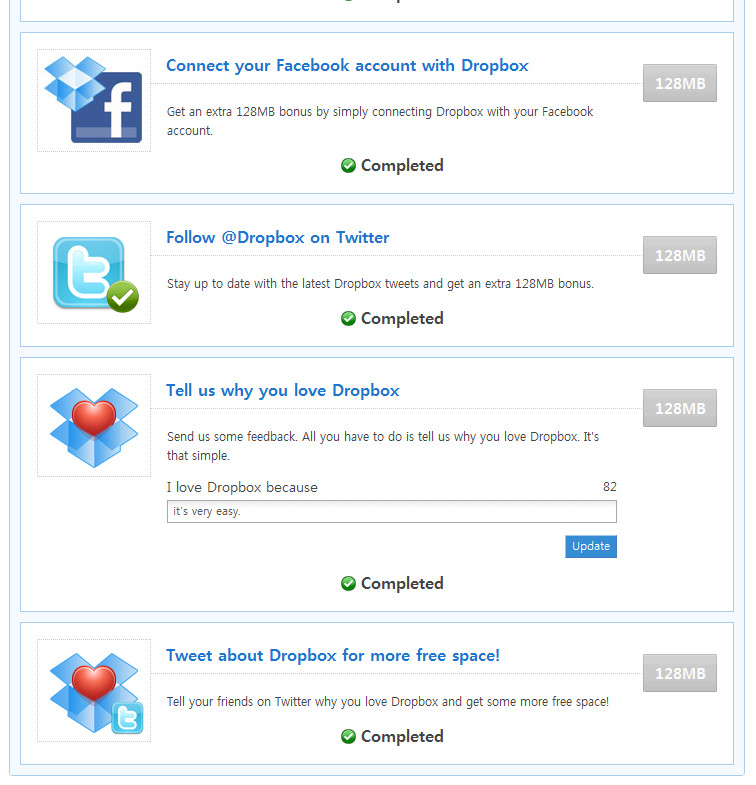 Connect your Facebook account with Dropbox
128MB
Get an extra 128MB bonus by simply connecting Dropbox with your Facebook
account.
Completed
Follow @Dropbox on Twitter
128MB
Stay up to date with the latest Dropbox tweets and get an extra 128MB bonus.
Completed
Tell us why you love Dropbox
128MB
Send us some feedback. All you have to do is tell us why you love Dropbox. It's
that simple.
I love Dropbox because 82
it's very easy.
Update
Completed
Tweet about Dropbox for more free space!
128MB
Tell your friends on Twitter why you love Dropbox and get some more free space!
Completed